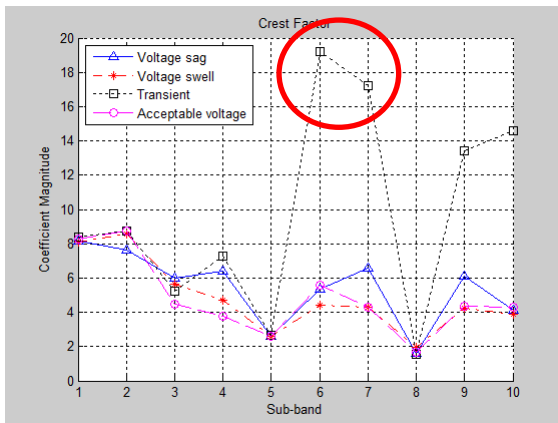 Crest Factor
20
18
16
14
12
10
8
6
4
2
0
Coefficient Magnitude
Voltage sag
Voltage swell
Transient
Acceptable voltage
1 2 3 4 5 6 7 8 9 10
Sub-band